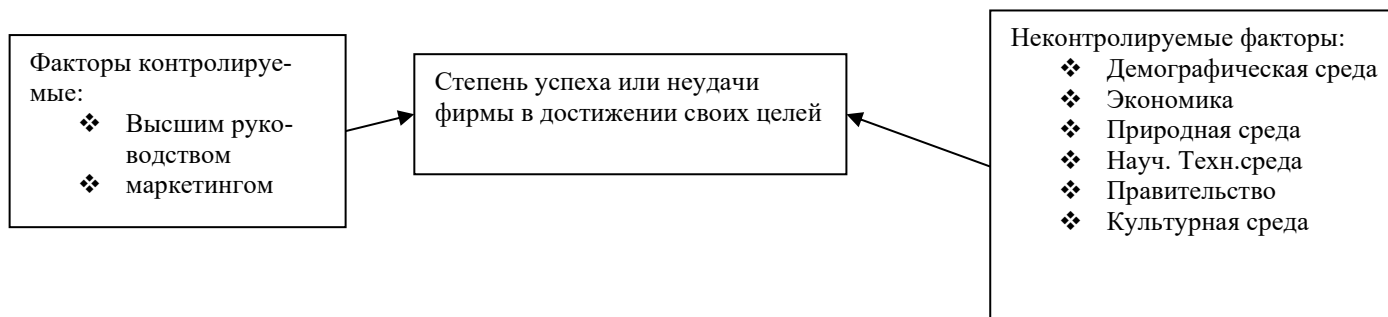 Факторы контролируе-
мые:
❖ Высшим руко-
водством
❖ маркетингом
Степень успеха или неудачи
фирмы в достижении своих целей
Неконтролируемые факторы:
❖ Демографическая среда
❖ Экономика
❖ Природная среда
❖ Науч. Техн.среда
❖ Правительство
❖ Культурная среда